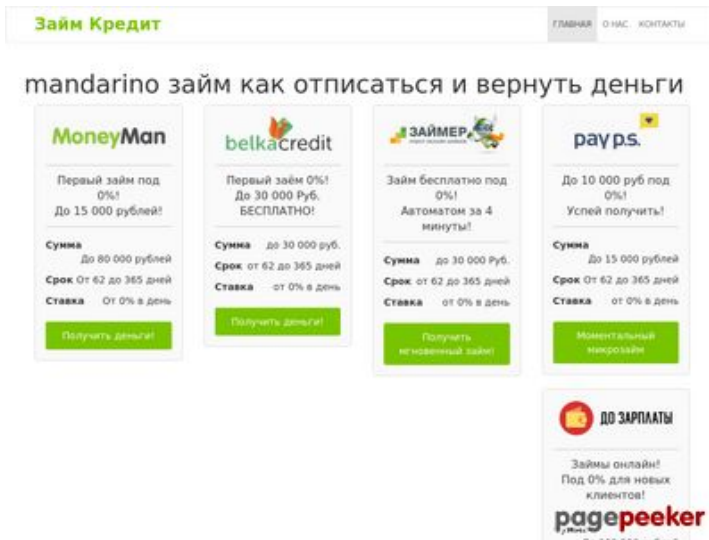 Займ Кредит
ГЛАВНАЯ О НАС КОНТАКТЫ
mandarino займ как отписаться и вернуть деньги
MoneyMan
Первый займ под
0%!
До 15 000 рублей!
Сумма
До 80 000 рублей
Срок От 62 до 365 дней
Ставка От 0% в день
Получить деньги!
belkacredit
Первый заём 0%!
До 30 000 Руб.
БЕСПЛАТНО!
Сумма до 30 000 руб.
Срок от 62 до 365 дней
Ставка от 0% в день
Получить деньги!
ЗАЙМЕР
Займ бесплатно под
0%!
Автоматом за 4
минуты!
Сумма до 30 000 Руб.
Срок от 62 до 365 дней
Ставка от 0% в день
Получить
мгновенный займ!
pay p.s.
До 10 000 руб под
0%!
Успей получить!
Сумма
До 15 000 рублей
Срок От 62 до 365 дней
Ставка От 0% в день
Моментальный
микрозайм
ДО ЗАРПЛАТЫ
Займы онлайн!
Под 0% для новых
клиентов!
pagepeeker